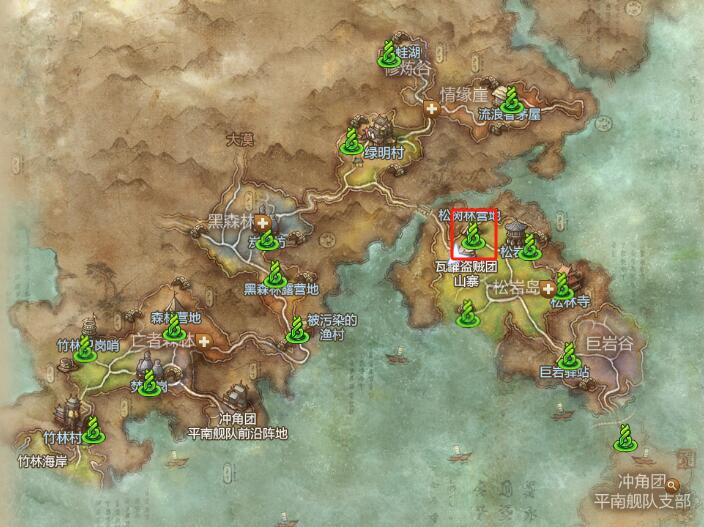 蛙湖
修炼谷
情缘崖
流浪者茅屋
大漠
绿明村
黑森林
松树林营地
松岩
瓦罐盗贼团
山寨
松岩岛
松林寺
黑森林露营地
被污染的
渔村
森林营地
竹林
岗哨
巨岩谷
巨岩驿站
冲角团
平南舰队前沿阵地
竹林村
竹林海岸
冲角团
平南舰队支部